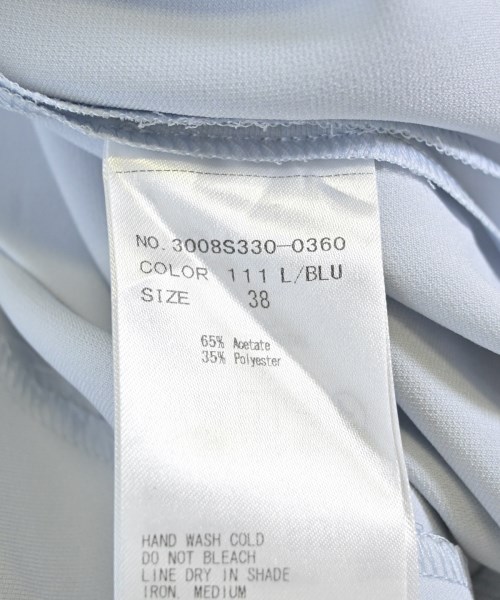 NO. 3008S330-0360
COLOR 111 L/BLU
SIZE 38
65% Acetate
35% Polyester
HAND WASH COLD
DO NOT BLEACH
LINE DRY IN SHADE
IRON, MEDIUM